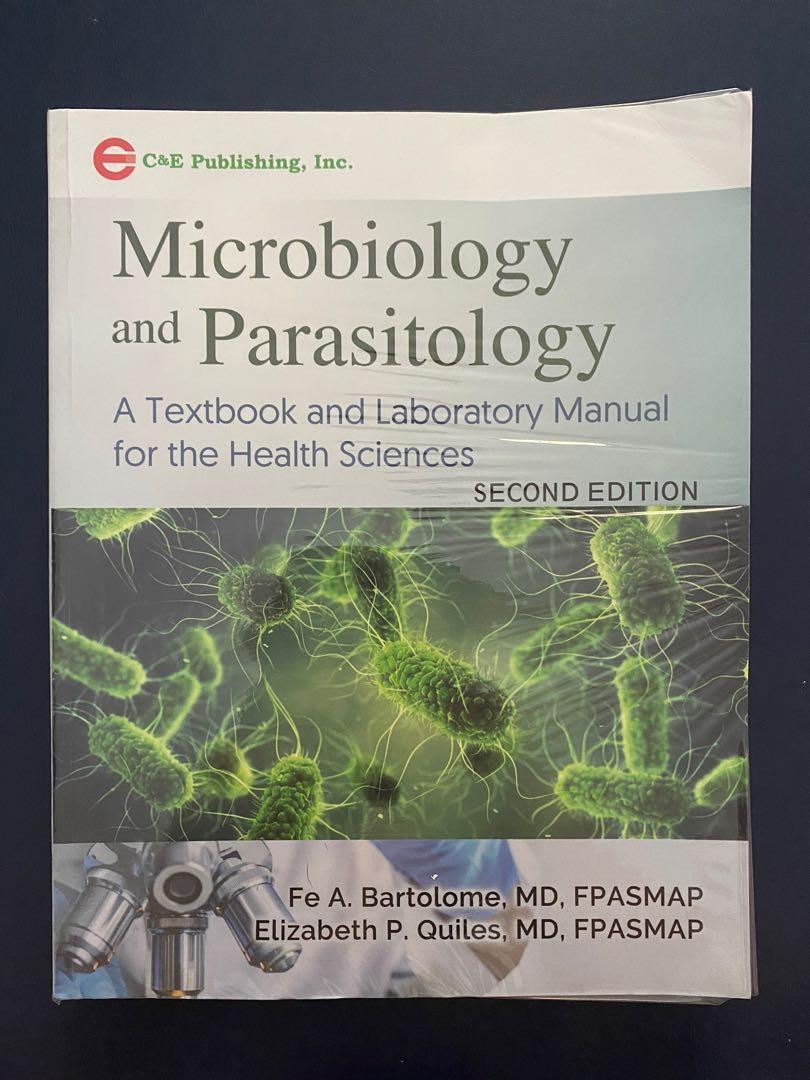 C&E Publishing, Inc.
Microbiology
and Parasitology
A Textbook and Laboratory Manual
for the Health Sciences
SECOND EDITION
Fe A. Bartolome, MD, FPASMAP
Elizabeth P. Quiles, MD, FPASMAP